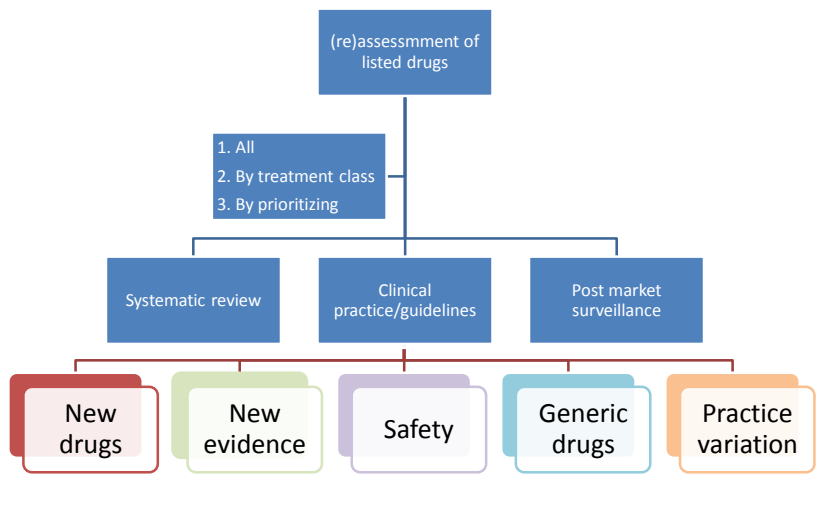 (re)assessmment of
listed drugs
1. All
2. By treatment class
3. By prioritizing
Systematic review
Clinical
practice/guidelines
Post market
surveillance
New
drugs
New
evidence
Safety
Generic
drugs
Practice
variation